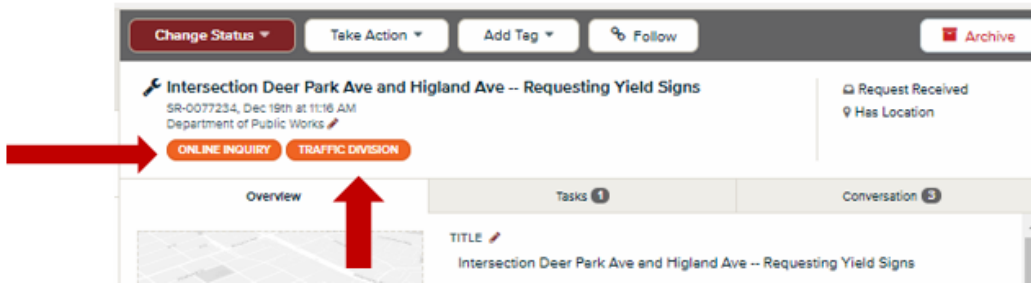 Change Status Take Action Add Tag Follow Archive
Intersection Deer Park Ave and Higland Ave -- Requesting Yield Signs
SR-0077234, Dec 19th at 11:16 AM
Department of Public Works
ONLINE INQUIRY TRAFFIC DIVISION
Request Received
Has Location
Overview Tasks 1 Conversation 3
TITLE
Intersection Deer Park Ave and Higland Ave -- Requesting Yield Signs